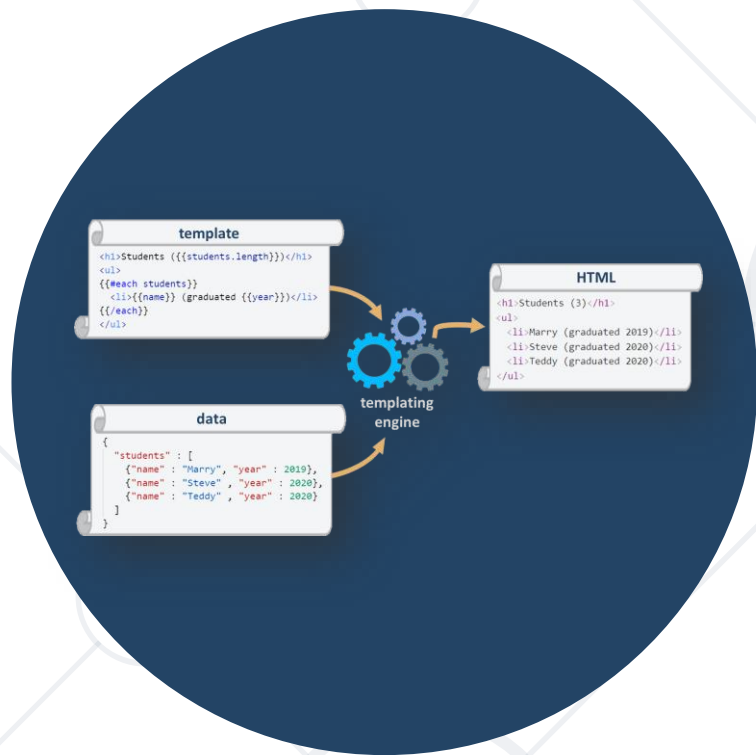 template
<h1>Students ({{students.length}})</h1>
<ul>
{{#each students}}
  <li>{{name}} (graduated {{year}})</li>
{{/each}}
</ul>
data
{
  "students" : [
    {"name" : "Marry", "year" : 2019},
    {"name" : "Steve" , "year" : 2020},
    {"name" : "Teddy" , "year" : 2020}
  ]
}
templating
engine
HTML
<h1>Students (3)</h1>
<ul>
  <li>Marry (graduated 2019)</li>
  <li>Steve (graduated 2020)</li>
  <li>Teddy (graduated 2020)</li>
</ul>